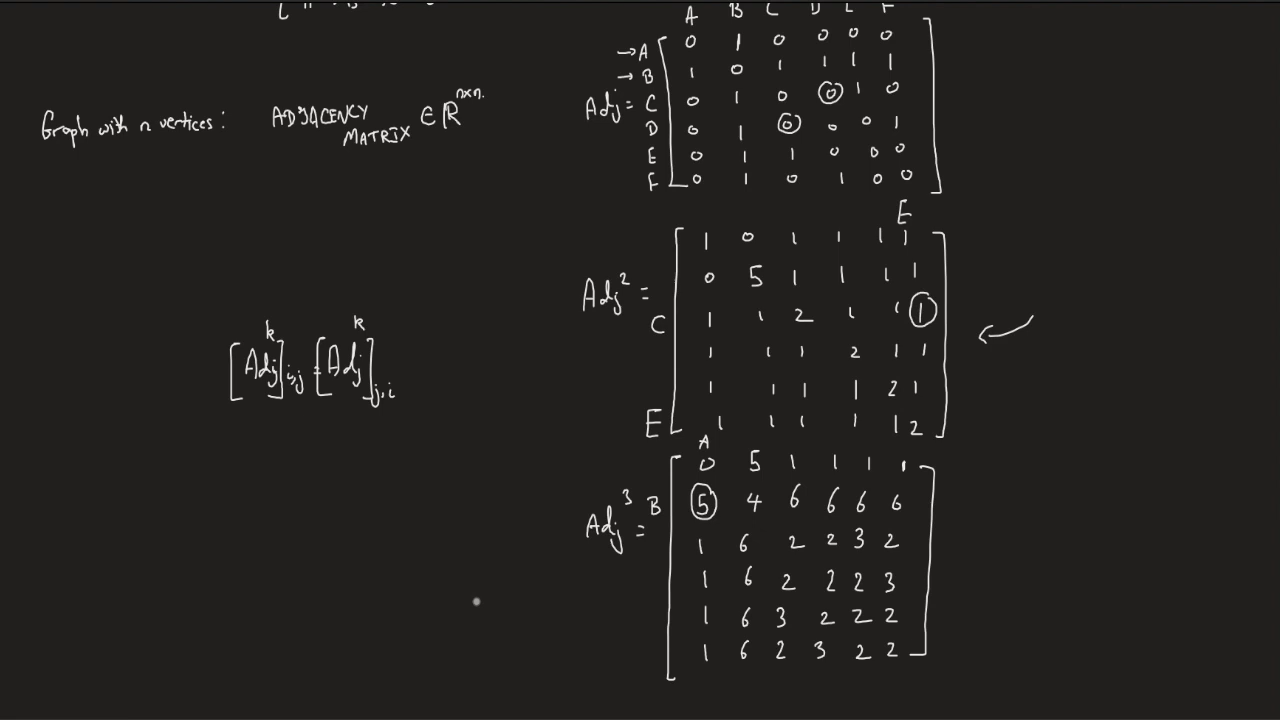 A B C D E F
→A 0 1 0 0 0 0
→B 1 0 1 1 1 1
Adj = C 0 1 0 0 1 0
D 0 1 0 0 0 1
E 0 1 1 0 0 0
F 0 1 0 1 0 0
Graph with n vertices: ADJACENCY MATRIX ∈ ℝ^{n×n}.
E
Adj² =
1 0 1 1 1 1
0 5 1 1 1 1
C 1 1 2 1 1 1
1 1 1 2 1 1
1 1 1 1 2 1
E 1 1 1 1 1 2
[Adj^k]_{i,j} = [Adj^k]_{j,i}
A
Adj³ =
0 5 1 1 1 1
B 5 4 6 6 6 6
1 6 2 2 3 2
1 6 2 2 2 3
1 6 3 2 2 2
1 6 2 3 2 2